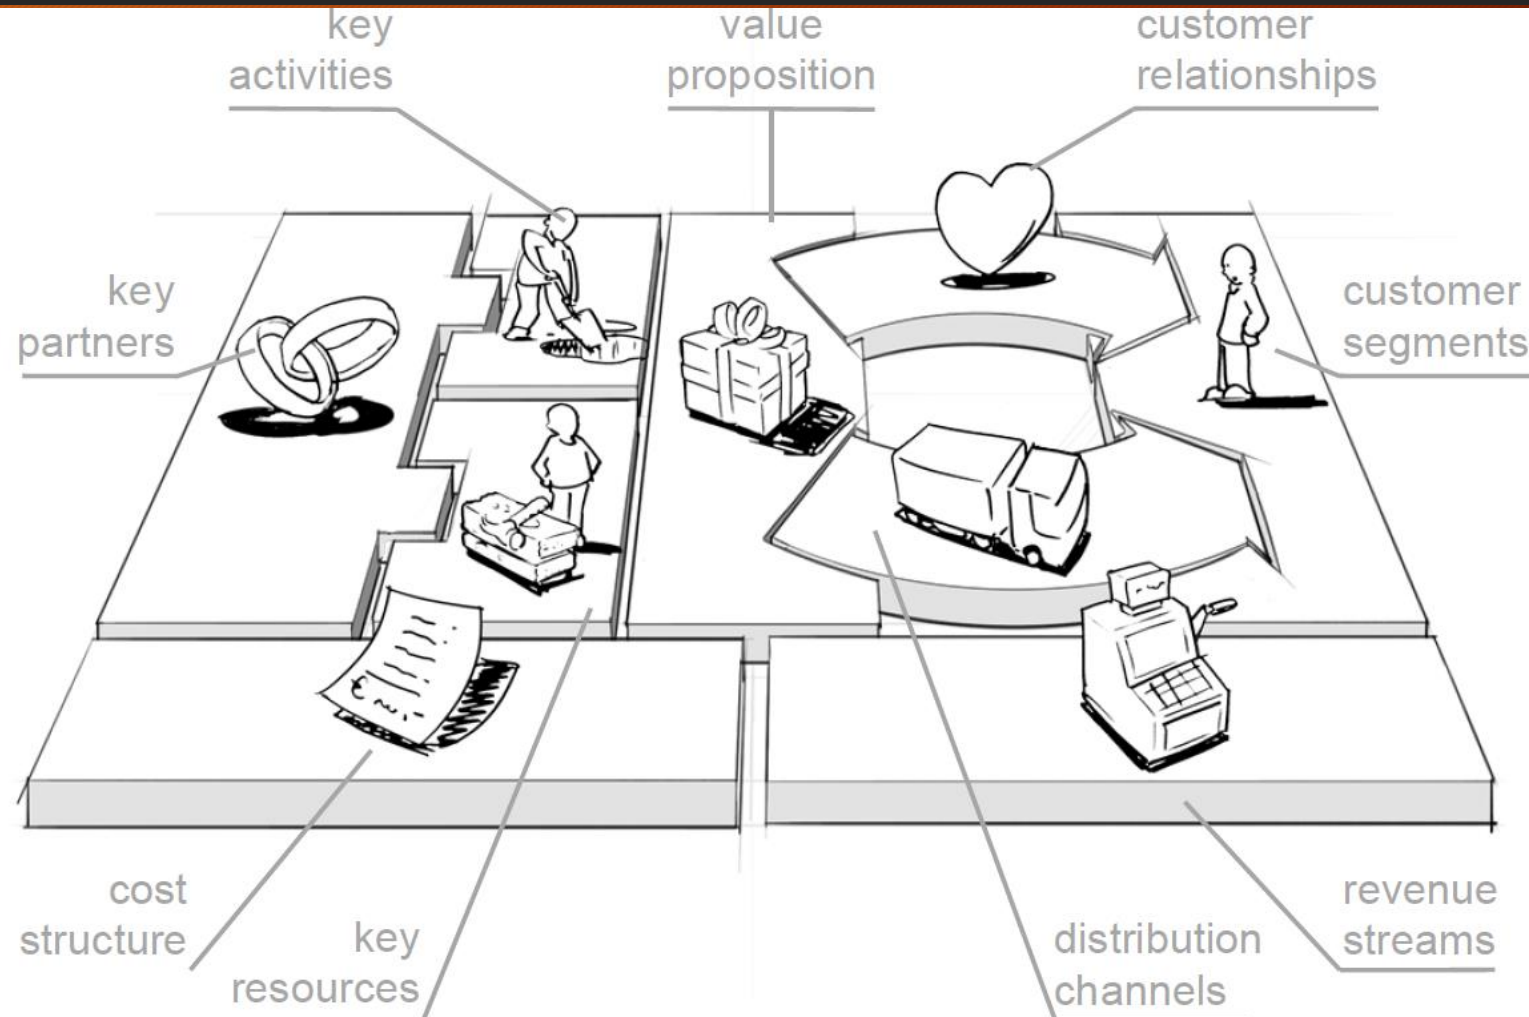 key
activities
value
proposition
customer
relationships
key
partners
customer
segments
cost
structure
key
resources
distribution
channels
revenue
streams